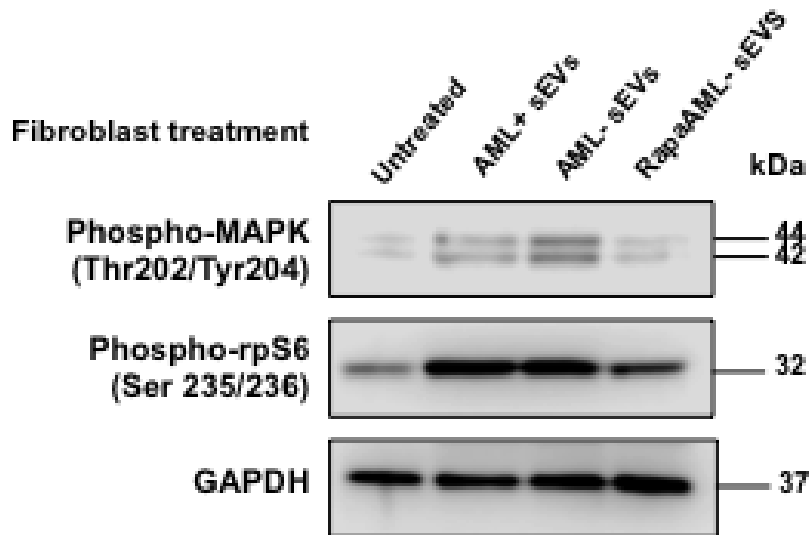 Fibroblast treatment
Untreated
AML+ sEVs
AML- sEVs
RapaAML- sEVS
kDa
Phospho-MAPK
(Thr202/Tyr204)
44
42
Phospho-rpS6
(Ser 235/236)
32
GAPDH
37